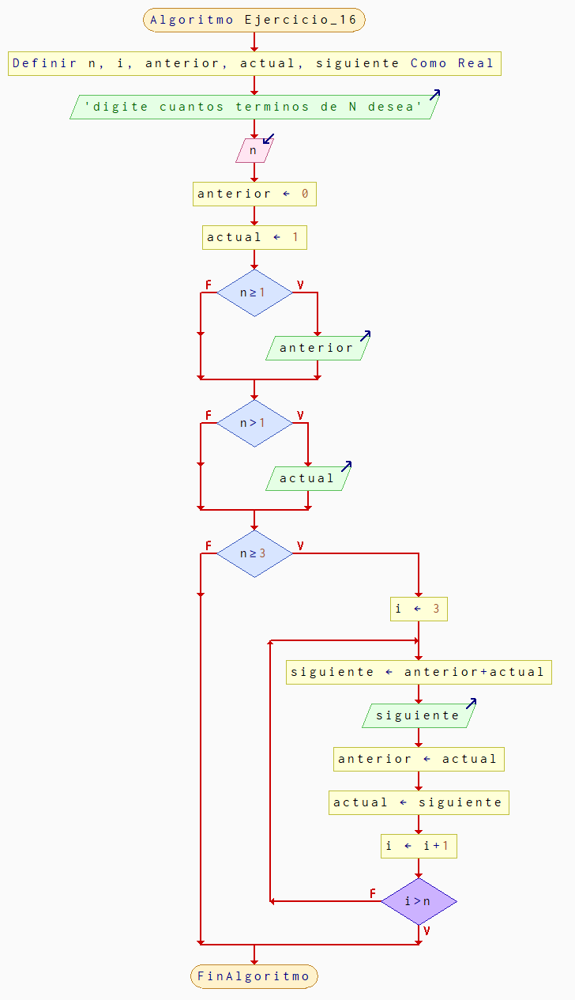 Algoritmo Ejercicio_16
Definir n, i, anterior, actual, siguiente Como Real
'digite cuantos terminos de N desea'
n
anterior ← 0
actual ← 1
F
n≥1
V
anterior
F
n>1
V
actual
F
n≥3
V
i ← 3
siguiente ← anterior+actual
siguiente
anterior ← actual
actual ← siguiente
i ← i+1
F
i>n
V
FinAlgoritmo